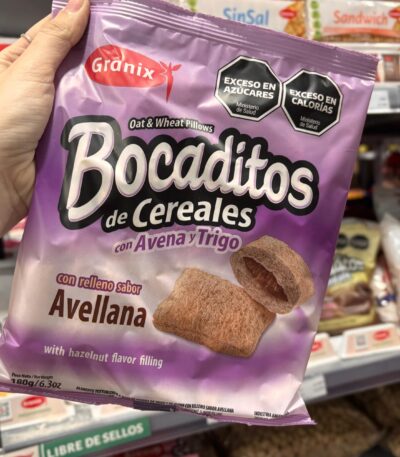 SinSal
Sandwich
Granix
EXCESO EN
AZÚCARES
Ministerio
de Salud
EXCESO EN
CALORÍAS
Ministerio
de Salud
Oat & Wheat Pillows
Bocaditos
de Cereales
con Avena y Trigo
con relleno sabor
Avellana
with hazelnut flavor filling
180g/6.3oz
LIBRE DE SELLOS